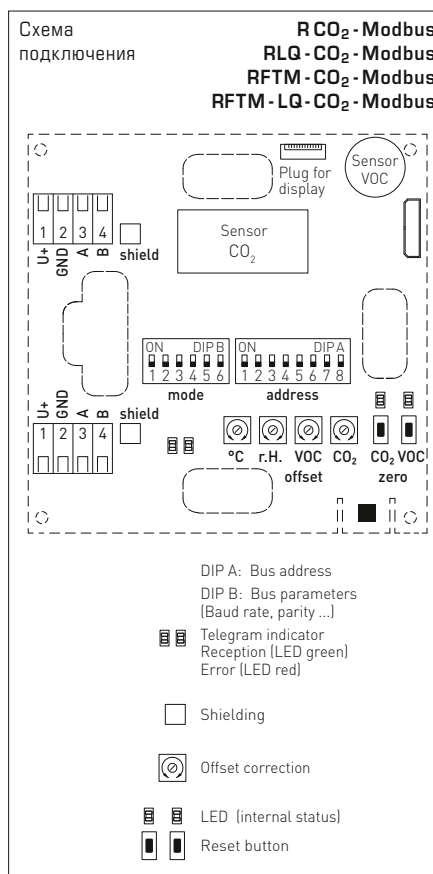 Схема
подключения
R CO₂ - Modbus
RLQ - CO₂ - Modbus
RFTM - CO₂ - Modbus
RFTM - LQ - CO₂ - Modbus
Plug for
display
Sensor
VOC
Sensor
CO₂
1 2 3 4
U+ GND A B shield
ON DIP B
1 2 3 4 5 6
mode
ON DIP A
1 2 3 4 5 6 7 8
address
U+ GND A B shield
1 2 3 4
°C r.H. VOC CO₂ CO₂ VOC
offset zero
DIP A: Bus address
DIP B: Bus parameters
(Baud rate, parity ...)
Telegram indicator
Reception (LED green)
Error (LED red)
Shielding
Offset correction
LED (internal status)
Reset button